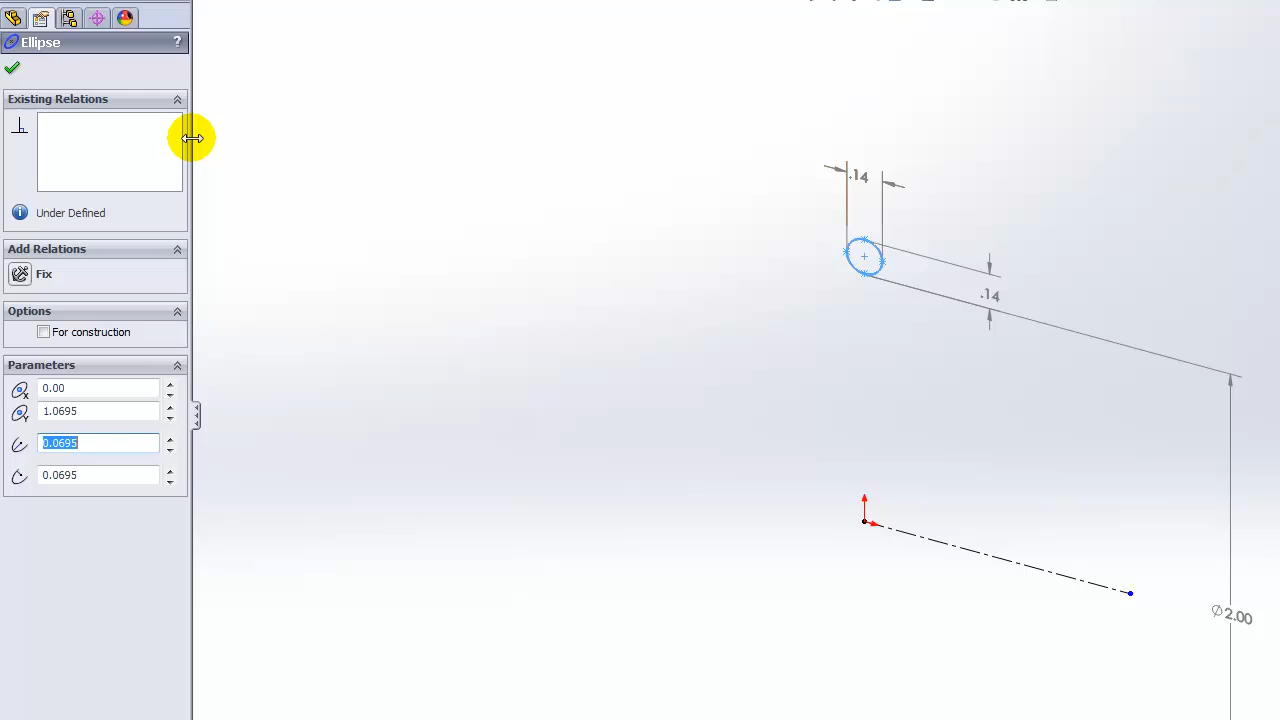 Ellipse ?
Existing Relations
Under Defined
Add Relations
Fix
Options
For construction
Parameters
0.00
1.0695
0.0695
0.0695
.14
.14
∅2.00